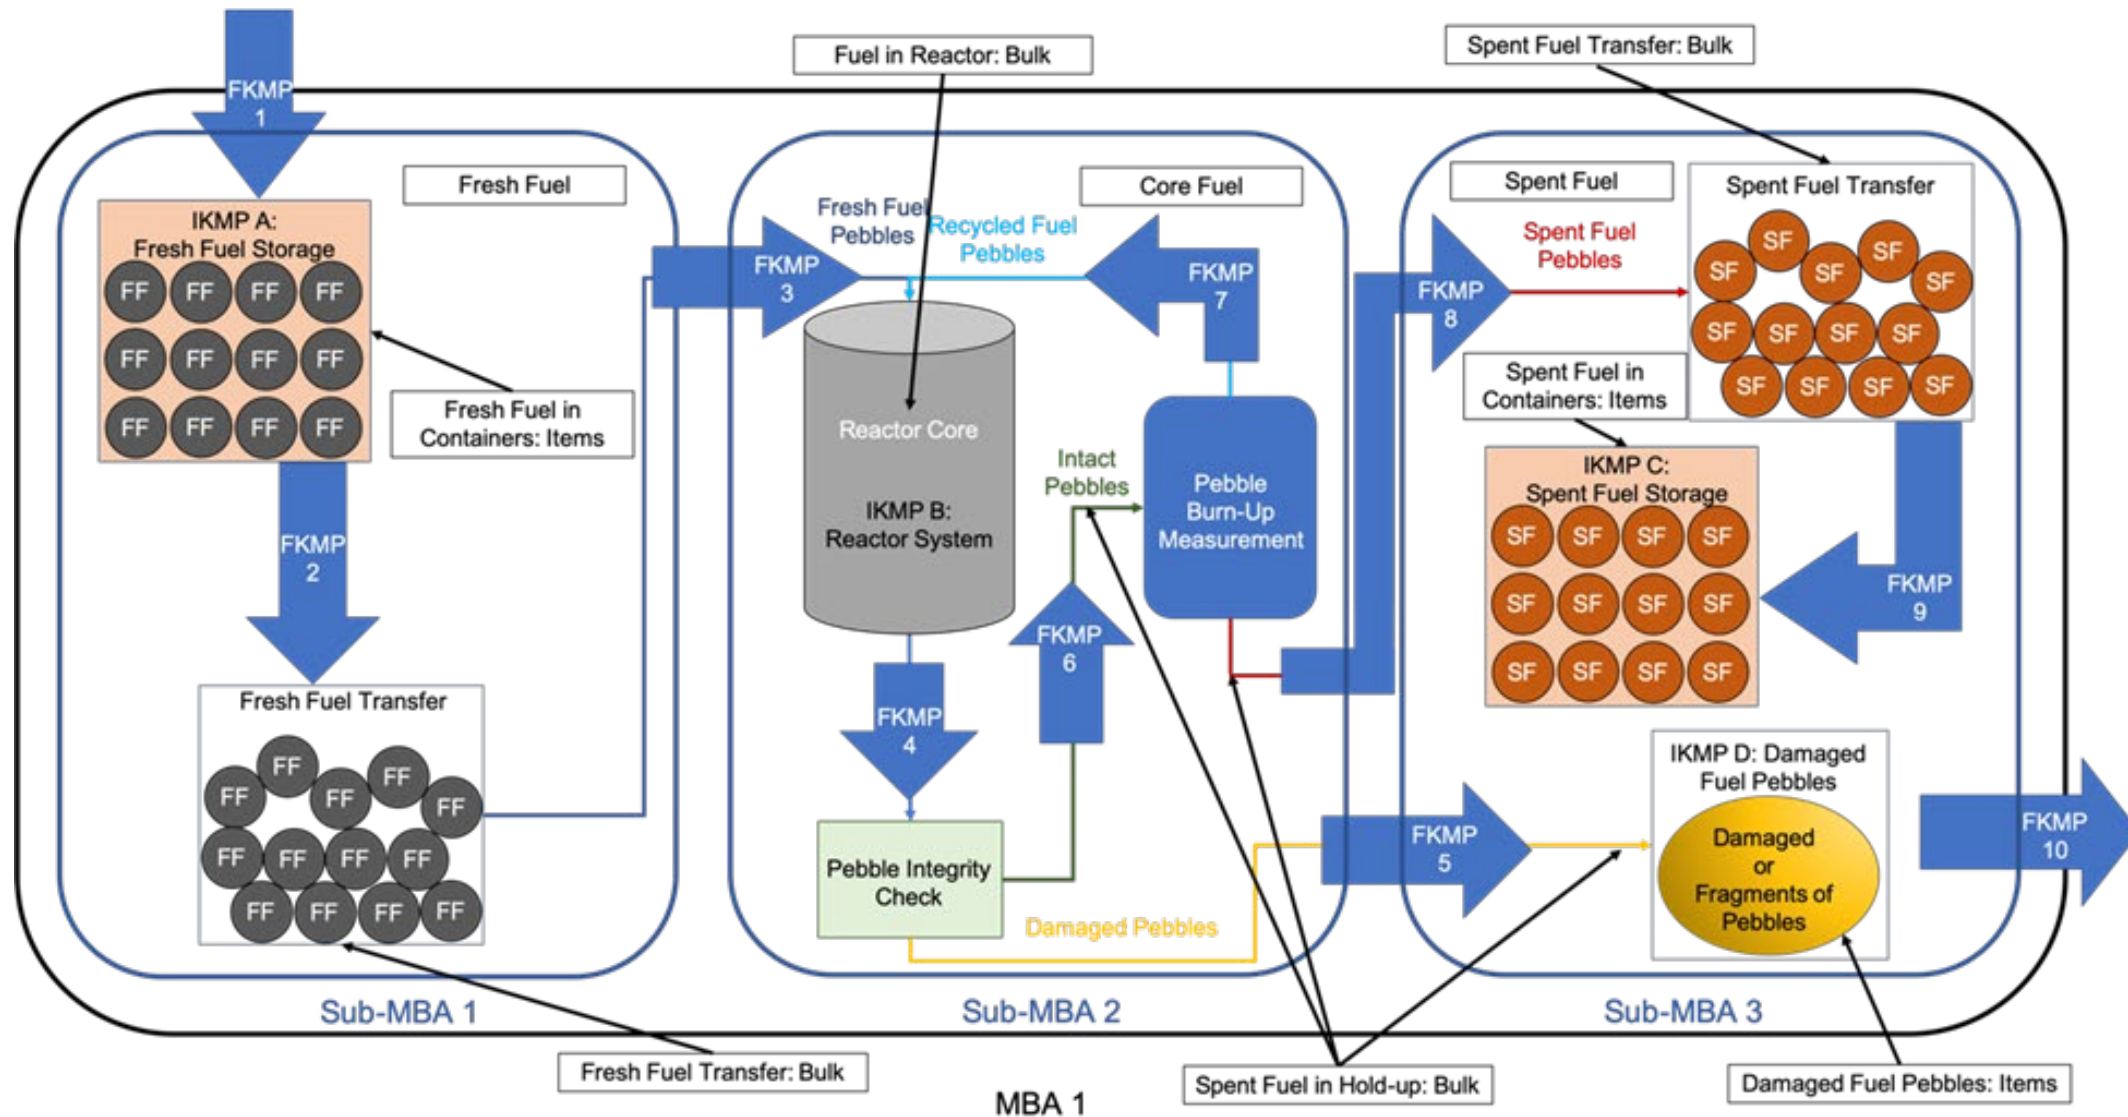 Fuel in Reactor: Bulk
Spent Fuel Transfer: Bulk
FKMP
1
Fresh Fuel
IKMP A:
Fresh Fuel Storage
FF FF FF FF
FF FF FF FF
FF FF FF FF
Fresh Fuel in
Containers: Items
FKMP
2
Fresh Fuel Transfer
FF
FF
FF
FF
FF
FF FF FF FF
FF FF FF FF
Sub-MBA 1
Fresh Fuel Transfer: Bulk
Core Fuel
FKMP
3
Fresh Fuel
Pebbles
Recycled Fuel
Pebbles
FKMP
7
Reactor Core
IKMP B:
Reactor System
Intact
Pebbles
Pebble
Burn-Up
Measurement
FKMP
6
FKMP
4
Pebble Integrity
Check
Damaged Pebbles
Sub-MBA 2
Spent Fuel in Hold-up: Bulk
Spent Fuel
FKMP
8
Spent Fuel
Pebbles
Spent Fuel Transfer
SF
SF
SF
SF
SF
SF SF SF SF
SF SF SF SF
Spent Fuel in
Containers: Items
IKMP C:
Spent Fuel Storage
SF SF SF SF
SF SF SF SF
SF SF SF SF
FKMP
9
FKMP
5
IKMP D: Damaged
Fuel Pebbles
Damaged
or
Fragments of
Pebbles
FKMP
10
Sub-MBA 3
Damaged Fuel Pebbles: Items
MBA 1